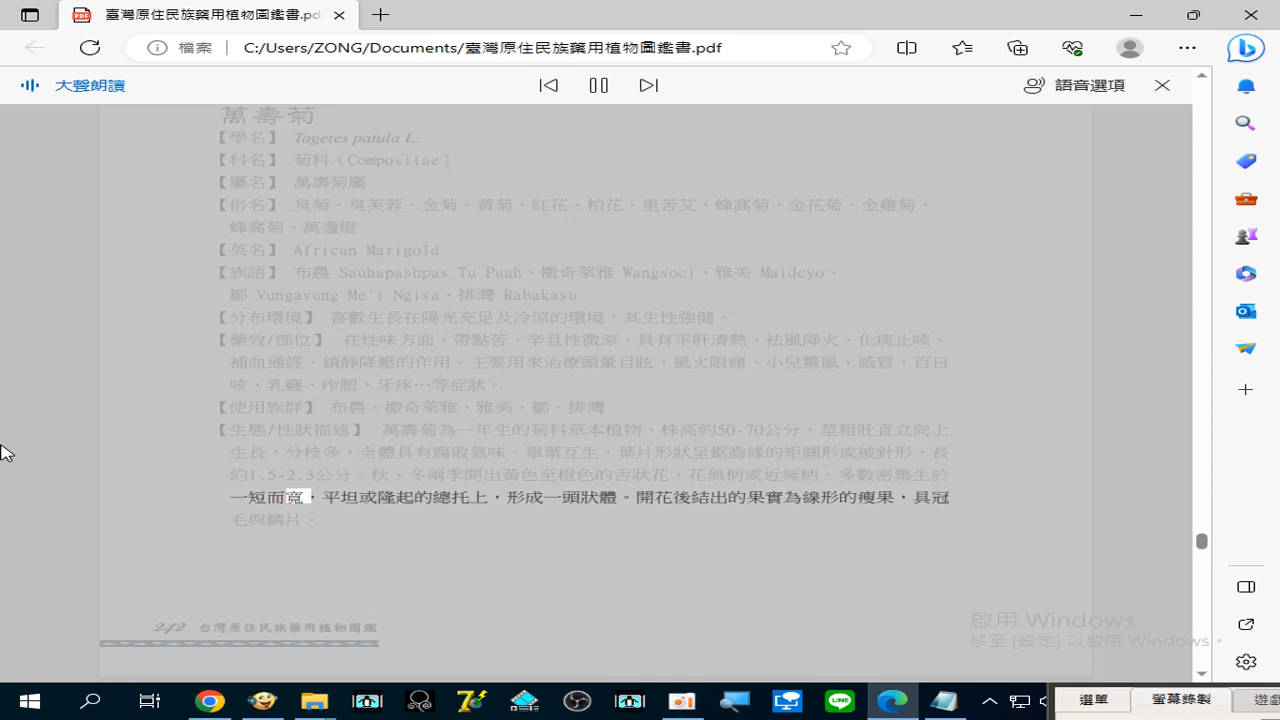 臺灣原住民族藥用植物圖鑑書.pd
檔案 C:/Users/ZONG/Documents/臺灣原住民族藥用植物圖鑑書.pdf
大聲朗讀 語音選項
萬壽菊
【學名】 Tagetes patula L.
【科名】 菊科（Compositae）
【屬名】 萬壽菊屬
【俗名】 臭菊、臭芙蓉、金菊、黃菊、紅花、柏花、里苦艾、蜂窩菊、金花菊、金雞菊、
蜂窩菊、萬盞燈
【英名】 African Marigold
【族語】 布農 Sauhapashpas Tu Puah、撒奇萊雅 Wangsoci、雅美 Maideyo、
鄒 Vungavung Me'i Ngisa、排灣 Rabakasu
【分布環境】 喜歡生長在陽光充足及冷涼的環境，其生性強健。
【藥效/部位】 在性味方面，帶點苦、辛且性微涼，具有平肝清熱、祛風降火、化痰止咳、
補血通經、鎮靜降壓的作用。主要用來治療頭暈目眩、風火眼痛、小兒驚風、感冒、百日
咳、乳癰、痄腮、牙疼…等症狀。
【使用族群】 布農、撒奇萊雅、雅美、鄒、排灣
【生態/性狀描述】 萬壽菊為一年生的菊科草本植物，株高約50-70公分，莖粗壯直立向上
生長，分枝多，全體具有腐敗氣味。單葉互生，葉片形狀呈鋸齒緣的矩圓形或披針形，長
約1.5-2.3公分。秋、冬兩季開出黃色至橙色的舌狀花，花無柄或近無柄，多數密集生於
一短而寬，平坦或隆起的總托上，形成一頭狀體。開花後結出的果實為線形的瘦果，具冠
毛與鱗片。
242 台灣原住民族藥用植物圖鑑
啟用 Windows
移至 [設定] 以啟用 Windows。
選單 螢幕錄製 遊戲